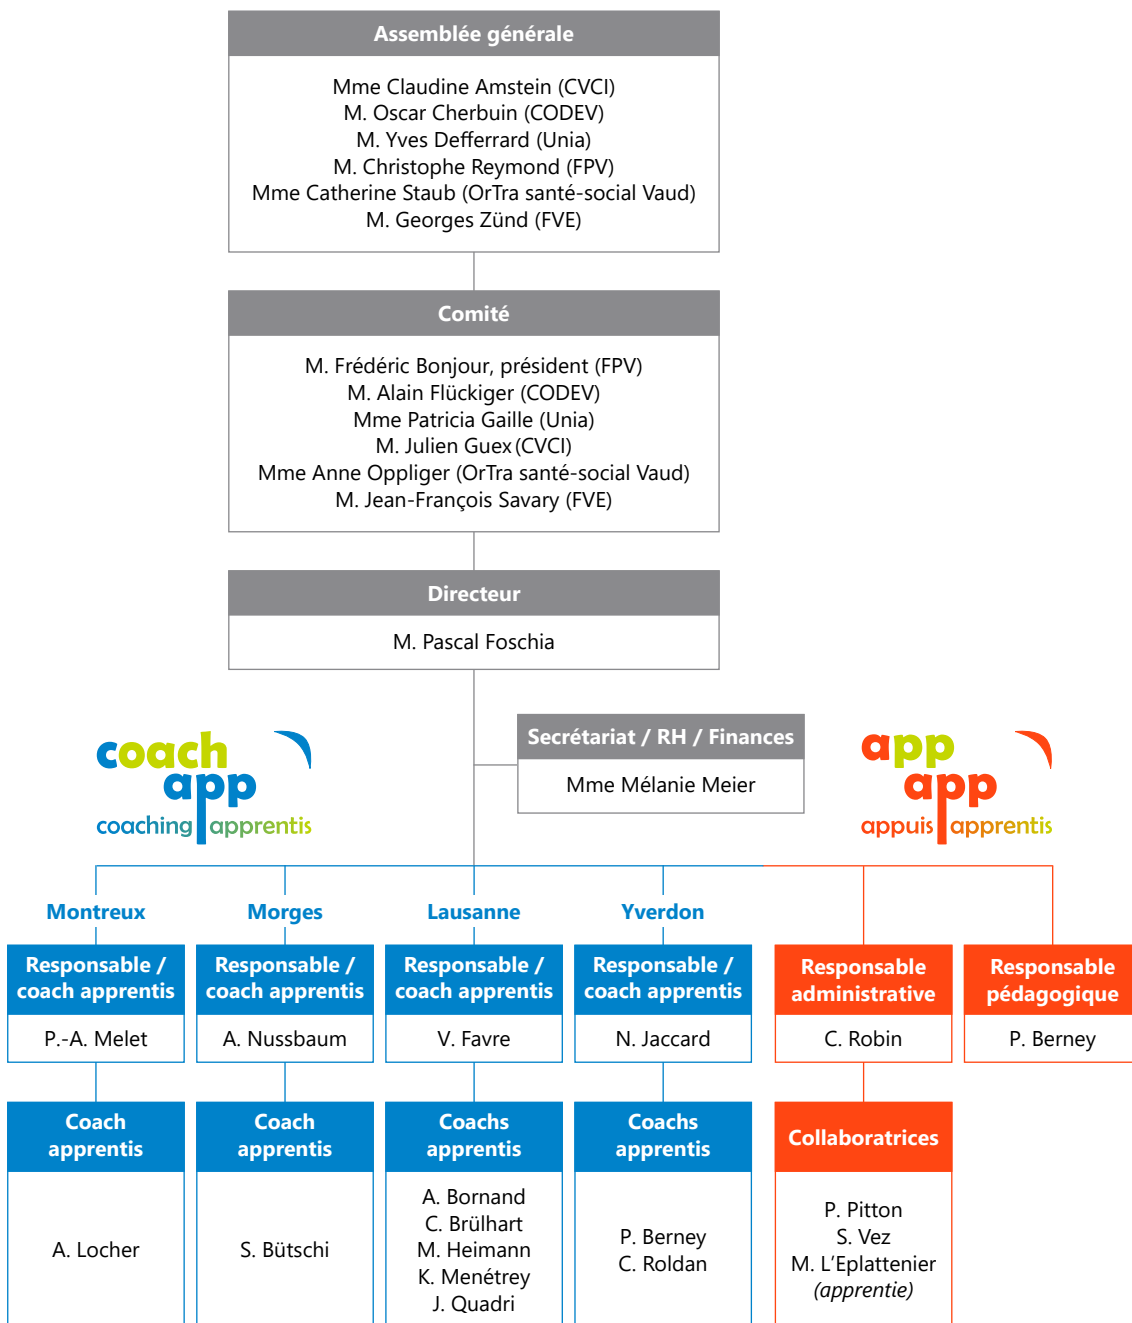 Assemblée générale
Mme Claudine Amstein (CVCI)
M. Oscar Cherbuin (CODEV)
M. Yves Defferrard (Unia)
M. Christophe Reymond (FPV)
Mme Catherine Staub (OrTra santé-social Vaud)
M. Georges Zünd (FVE)
Comité
M. Frédéric Bonjour, président (FPV)
M. Alain Flückiger (CODEV)
Mme Patricia Gaille (Unia)
M. Julien Guex (CVCI)
Mme Anne Oppliger (OrTra santé-social Vaud)
M. Jean-François Savary (FVE)
Directeur
M. Pascal Foschia
Secrétariat / RH / Finances
Mme Mélanie Meier
coach
app
coaching apprentis
app
app
appuis apprentis
Montreux
Responsable /
coach apprentis
P.-A. Melet
Coach
apprentis
A. Locher
Morges
Responsable /
coach apprentis
A. Nussbaum
Coach
apprentis
S. Bütschi
Lausanne
Responsable /
coach apprentis
V. Favre
Coachs
apprentis
A. Bornand
C. Brülhart
M. Heimann
K. Menétrey
J. Quadri
Yverdon
Responsable /
coach apprentis
N. Jaccard
Coachs
apprentis
P. Berney
C. Roldan
Responsable
administrative
C. Robin
Collaboratrices
P. Pitton
S. Vez
M. L’Eplattenier
(apprentie)
Responsable
pédagogique
P. Berney